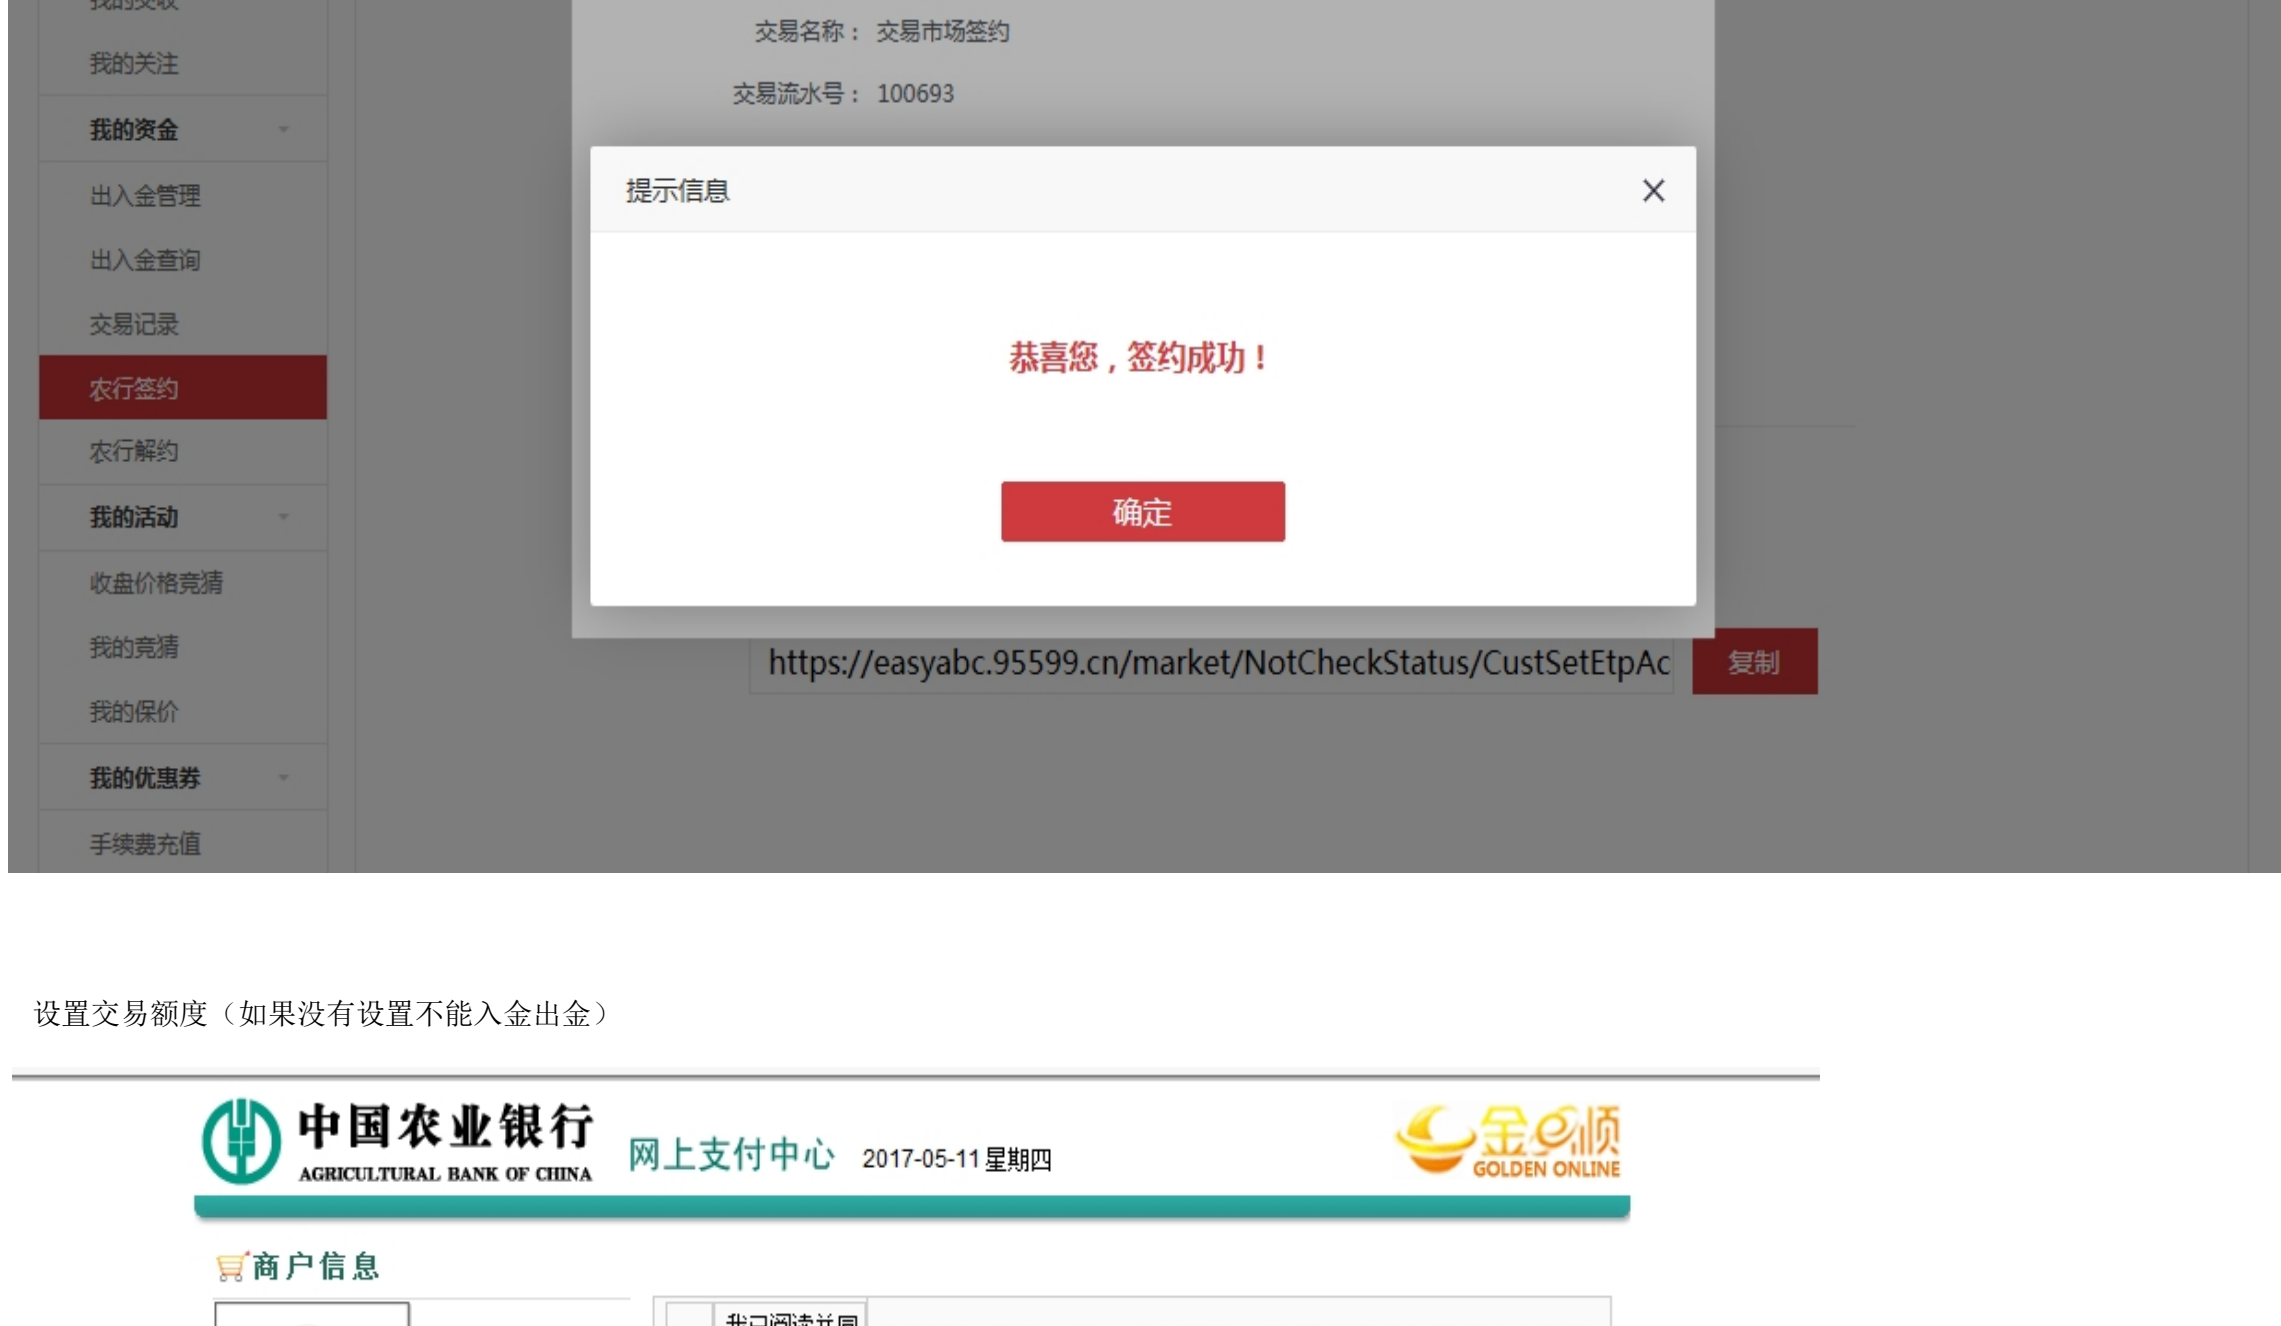 交易名称： 交易市场签约
我的关注
交易流水号： 100693
我的资金
提示信息
出入金管理
出入金查询
交易记录
恭喜您，签约成功！
农行签约
农行解约
确定
我的活动
收盘价格竞猜
我的竞猜
https://easyabc.95599.cn/market/NotCheckStatus/CustSetEtpAc 复制
我的保价
我的优惠券
手续费充值
设置交易额度（如果没有设置不能入金出金）
中国农业银行
AGRICULTURAL BANK OF CHINA
网上支付中心 2017-05-11 星期四
金e顺
GOLDEN ONLINE
商户信息
我已阅读并同